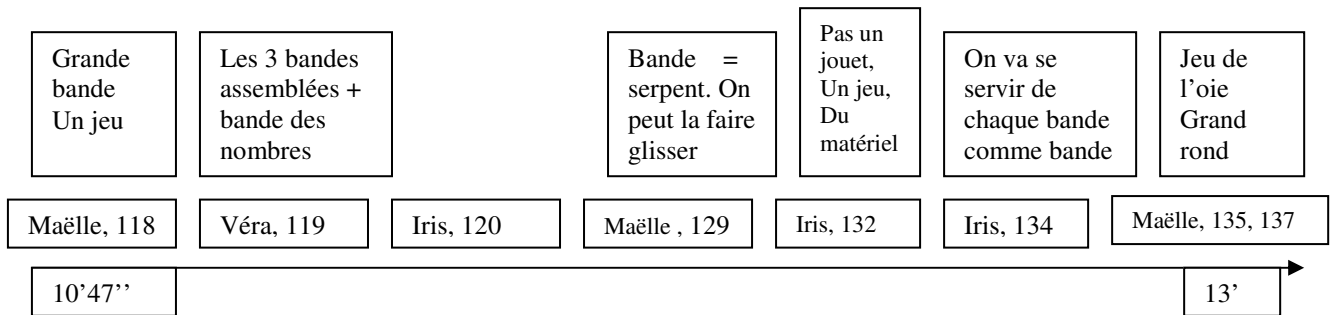 Grande
bande
Un jeu
Les 3 bandes
assemblées +
bande des
nombres
Bande =
serpent. On
peut la faire
glisser
Pas un
jouet,
Un jeu,
Du
matériel
On va se
servir de
chaque bande
comme bande
Jeu de
l’oie
Grand
rond
Maëlle, 118
Véra, 119
Iris, 120
Maëlle , 129
Iris, 132
Iris, 134
Maëlle, 135, 137
10’47’’
13’